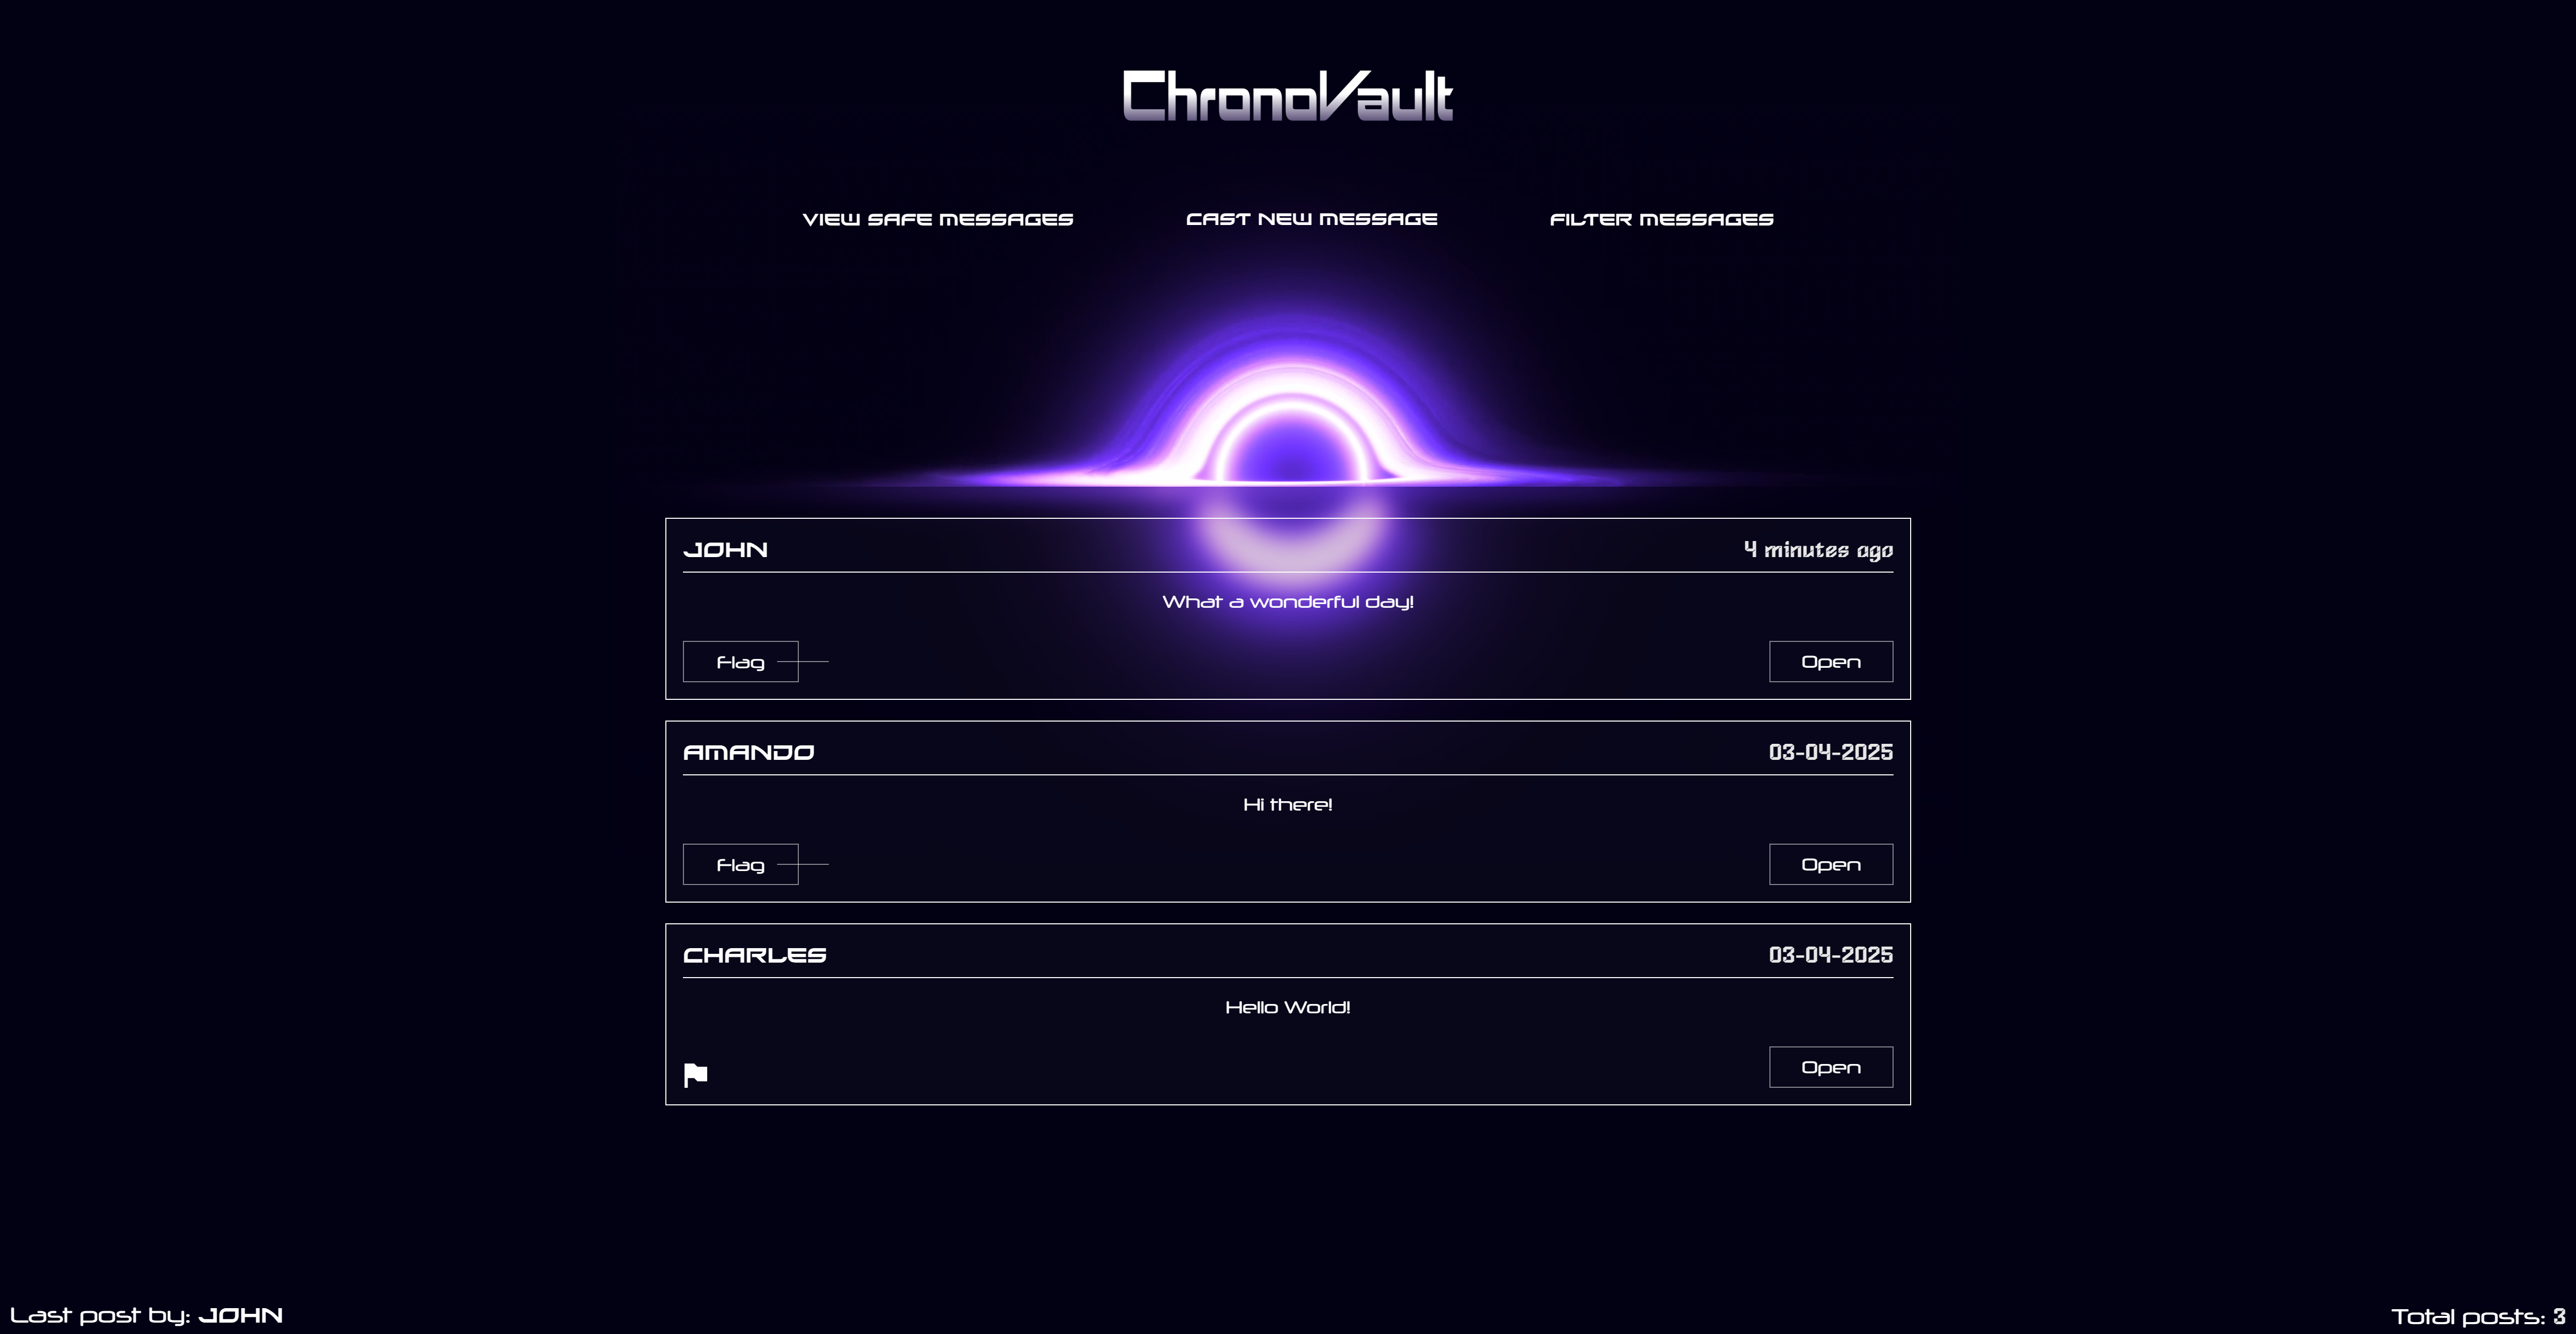 ChronoVault
VIEW SAFE MESSAGES
CAST NEW MESSAGE
FILTER MESSAGES
JOHN
4 minutes ago
What a wonderful day!
Flag
Open
AMANDO
03-04-2025
Hi there!
Flag
Open
CHARLES
03-04-2025
Hello World!
Open
Last post by: JOHN
Total posts: 3